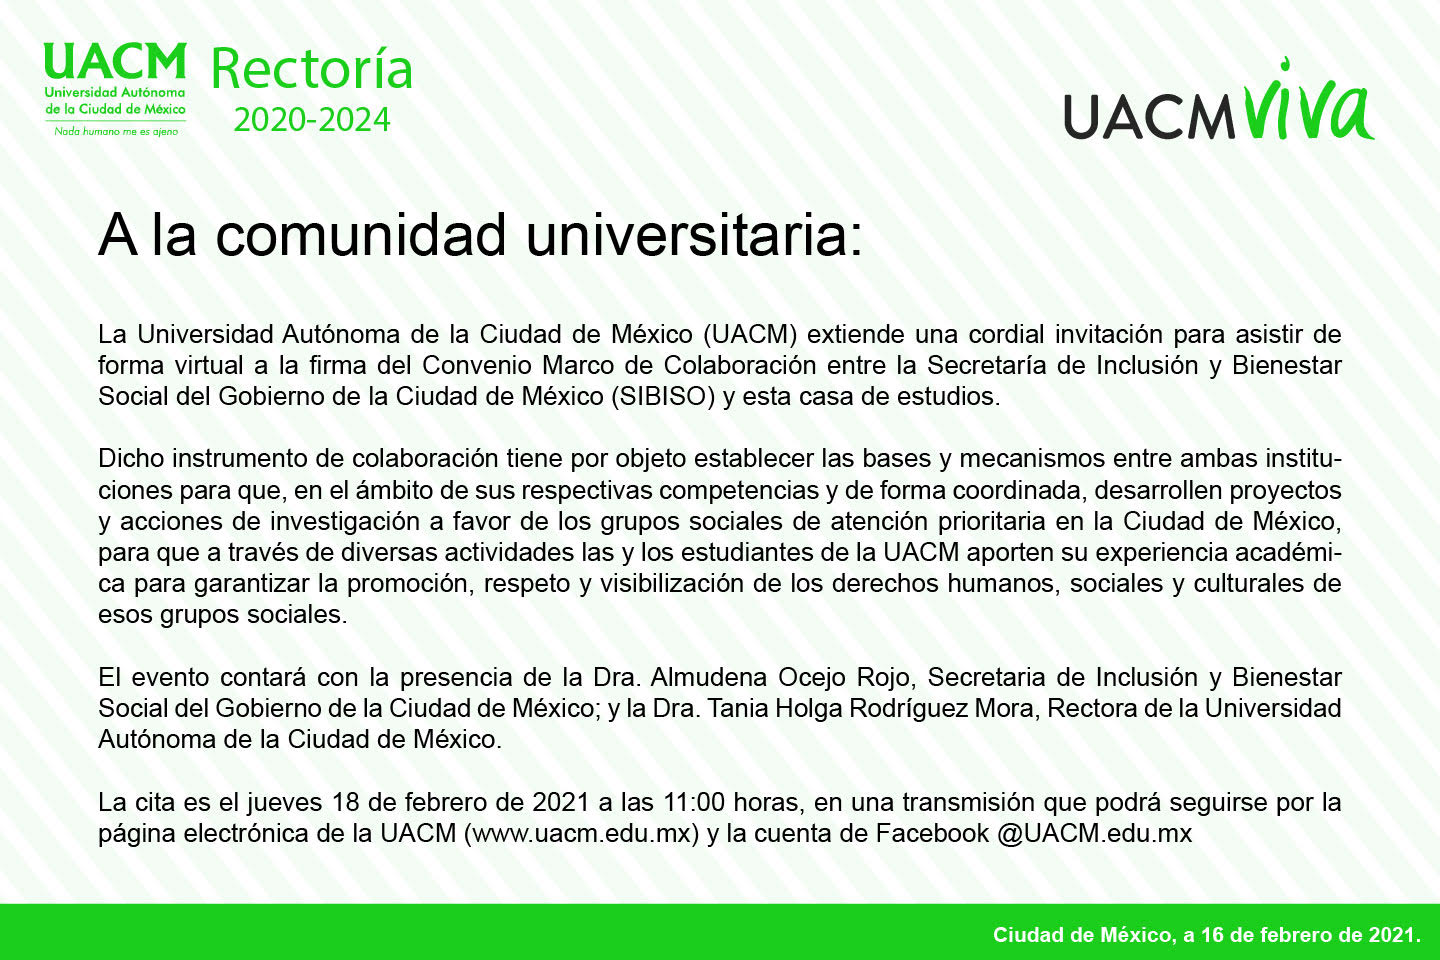 UACM
Universidad Autónoma
de la Ciudad de México
Nada humano me es ajeno
Rectoría
2020-2024
UACMviva
A la comunidad universitaria:
La Universidad Autónoma de la Ciudad de México (UACM) extiende una cordial invitación para asistir de
forma virtual a la firma del Convenio Marco de Colaboración entre la Secretaría de Inclusión y Bienestar
Social del Gobierno de la Ciudad de México (SIBISO) y esta casa de estudios.
Dicho instrumento de colaboración tiene por objeto establecer las bases y mecanismos entre ambas institu-
ciones para que, en el ámbito de sus respectivas competencias y de forma coordinada, desarrollen proyectos
y acciones de investigación a favor de los grupos sociales de atención prioritaria en la Ciudad de México,
para que a través de diversas actividades las y los estudiantes de la UACM aporten su experiencia académi-
ca para garantizar la promoción, respeto y visibilización de los derechos humanos, sociales y culturales de
esos grupos sociales.
El evento contará con la presencia de la Dra. Almudena Ocejo Rojo, Secretaria de Inclusión y Bienestar
Social del Gobierno de la Ciudad de México; y la Dra. Tania Holga Rodríguez Mora, Rectora de la Universidad
Autónoma de la Ciudad de México.
La cita es el jueves 18 de febrero de 2021 a las 11:00 horas, en una transmisión que podrá seguirse por la
página electrónica de la UACM (www.uacm.edu.mx) y la cuenta de Facebook @UACM.edu.mx
Ciudad de México, a 16 de febrero de 2021.